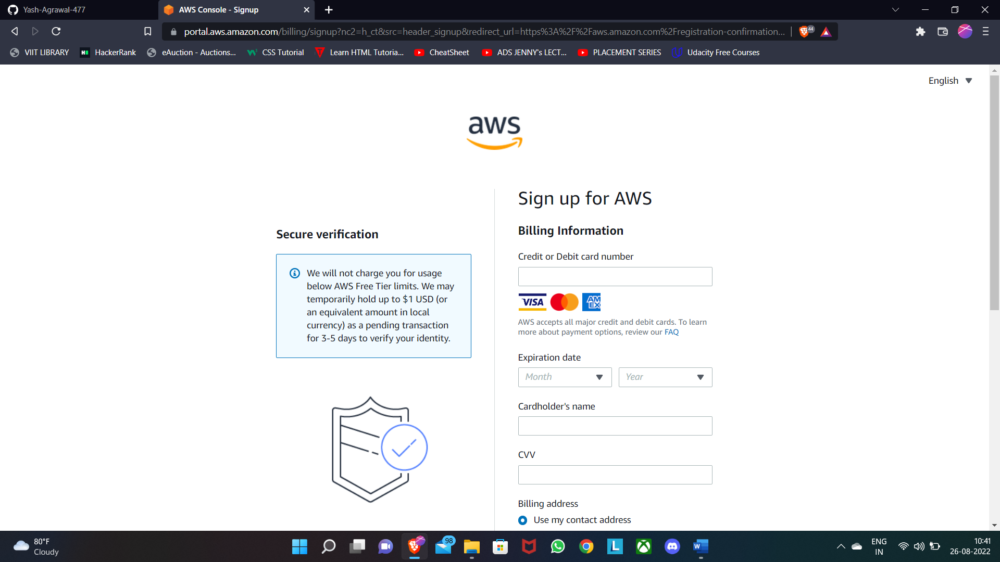 Yash-Agrawal-477
AWS Console - Signup
portal.aws.amazon.com/billing/signup?nc2=h_ct&src=header_signup&redirect_url=https%3A%2F%2Faws.amazon.com%2Fregistration-confirmation...
44
VIIT LIBRARY
HackerRank
eAuction - Auctions...
CSS Tutorial
Learn HTML Tutoria...
CheatSheet
ADS JENNY's LECT...
PLACEMENT SERIES
Udacity Free Courses
English
aws
Sign up for AWS
Secure verification
We will not charge you for usage
below AWS Free Tier limits. We may
temporarily hold up to $1 USD (or
an equivalent amount in local
currency) as a pending transaction
for 3-5 days to verify your identity.
Billing Information
Credit or Debit card number
VISA
AM
EX
AWS accepts all major credit and debit cards. To learn
more about payment options, review our FAQ
Expiration date
Month
Year
Cardholder's name
CVV
Billing address
Use my contact address
80°F
Cloudy
98
L
W
ENG
IN
10:41
26-08-2022